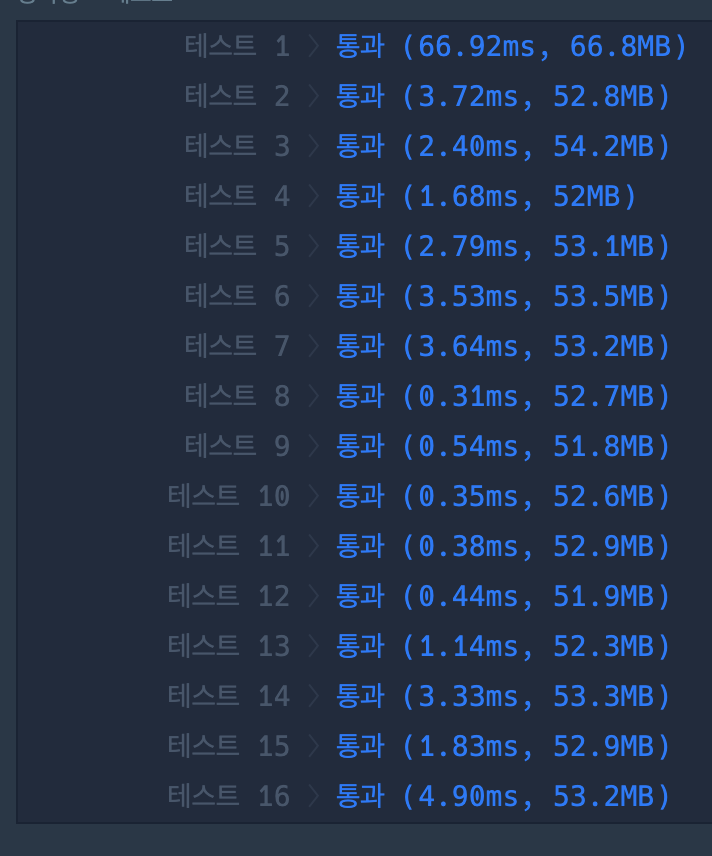 테스트 1 〉 통과 (66.92ms, 66.8MB)
테스트 2 〉 통과 (3.72ms, 52.8MB)
테스트 3 〉 통과 (2.40ms, 54.2MB)
테스트 4 〉 통과 (1.68ms, 52MB)
테스트 5 〉 통과 (2.79ms, 53.1MB)
테스트 6 〉 통과 (3.53ms, 53.5MB)
테스트 7 〉 통과 (3.64ms, 53.2MB)
테스트 8 〉 통과 (0.31ms, 52.7MB)
테스트 9 〉 통과 (0.54ms, 51.8MB)
테스트 10 〉 통과 (0.35ms, 52.6MB)
테스트 11 〉 통과 (0.38ms, 52.9MB)
테스트 12 〉 통과 (0.44ms, 51.9MB)
테스트 13 〉 통과 (1.14ms, 52.3MB)
테스트 14 〉 통과 (3.33ms, 53.3MB)
테스트 15 〉 통과 (1.83ms, 52.9MB)
테스트 16 〉 통과 (4.90ms, 53.2MB)